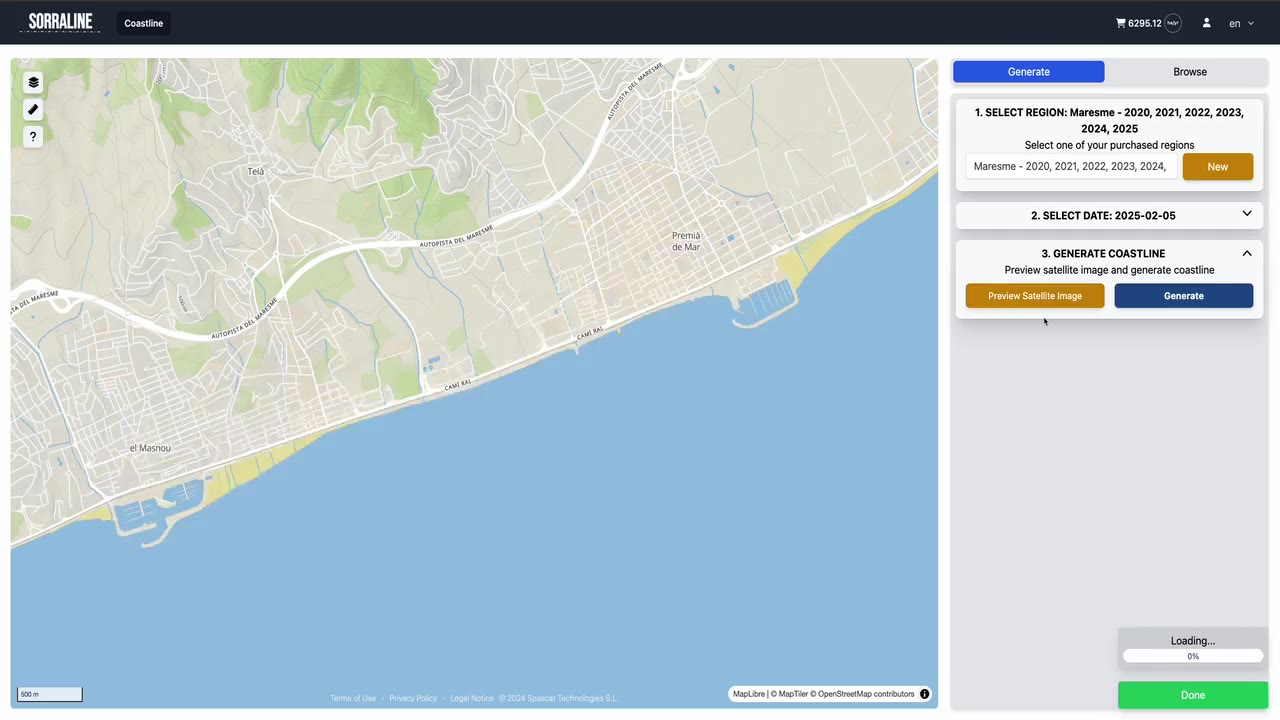 SORRALINE
Coastline
6295.12 ha/yr
en
Generate
Browse
1. SELECT REGION: Maresme - 2020, 2021, 2022, 2023,
2024, 2025
Select one of your purchased regions
Maresme - 2020, 2021, 2022, 2023, 2024,
New
2. SELECT DATE: 2025-02-05
3. GENERATE COASTLINE
Preview satellite image and generate coastline
Preview Satellite Image
Generate
?
AUTOPISTA DEL MARESME
Teià
AUTOPISTA DEL MARESME
Premià
de Mar
TA DEL MARESME
AUTOPISTA DEL MARESME
CAMÍ RAL
CAMÍ RAL
el Masnou
Loading...
0%
Done
500 m
Terms of Use - Privacy Policy - Legal Notice © 2024 Spascat Technologies S.L.
MapLibre | © MapTiler © OpenStreetMap contributors